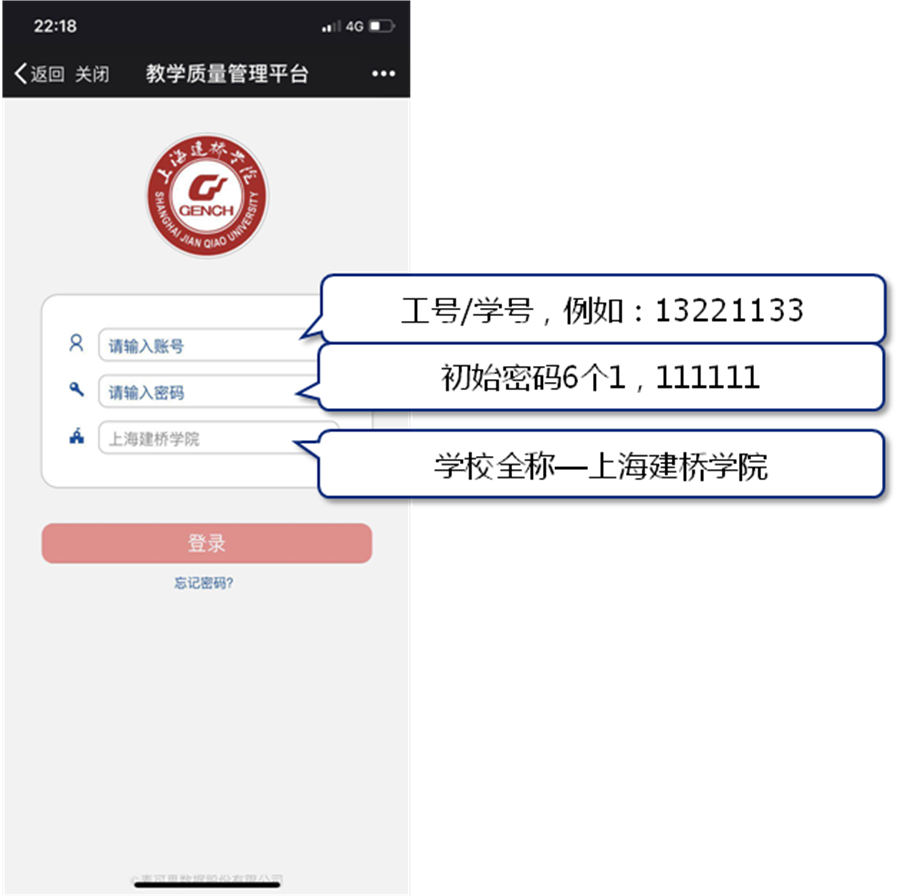 22:18
4G
返回 关闭 教学质量管理平台
上海建桥学院
GENCH
SHANGHAI JIAN QIAO UNIVERSITY
工号/学号，例如：13221133
请输入账号
初始密码6个1，111111
请输入密码
上海建桥学院
学校全称—上海建桥学院
登录
忘记密码?